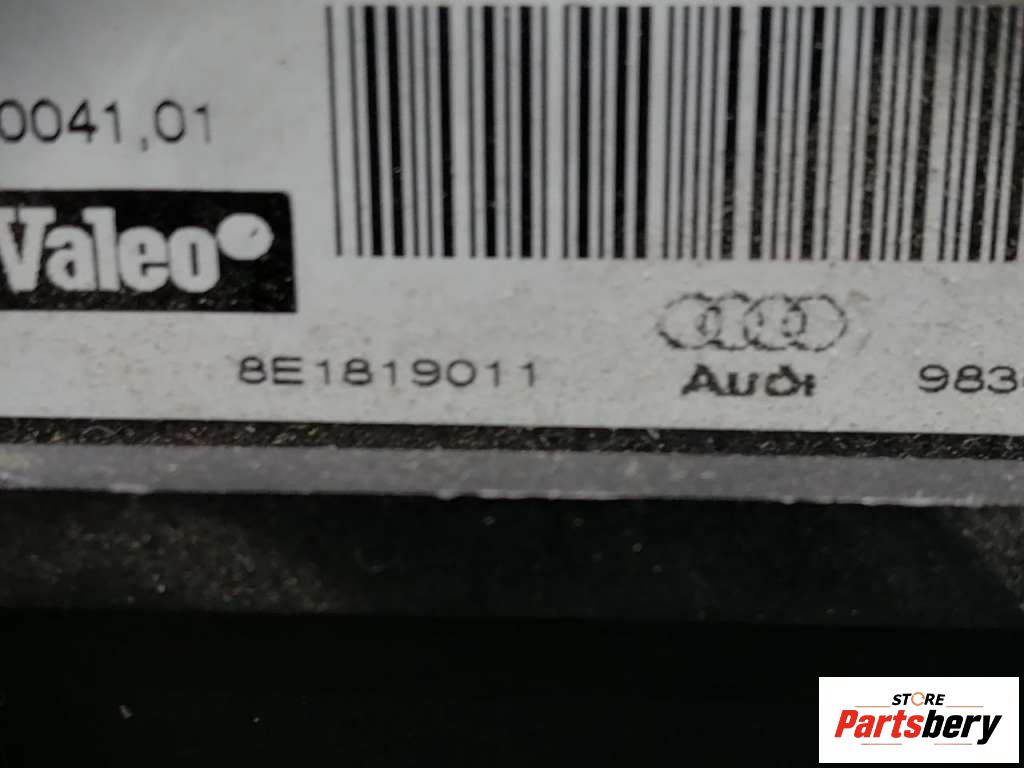 0041,01
Valeo
8E1819011
Audi
983
STORE
Partsbery